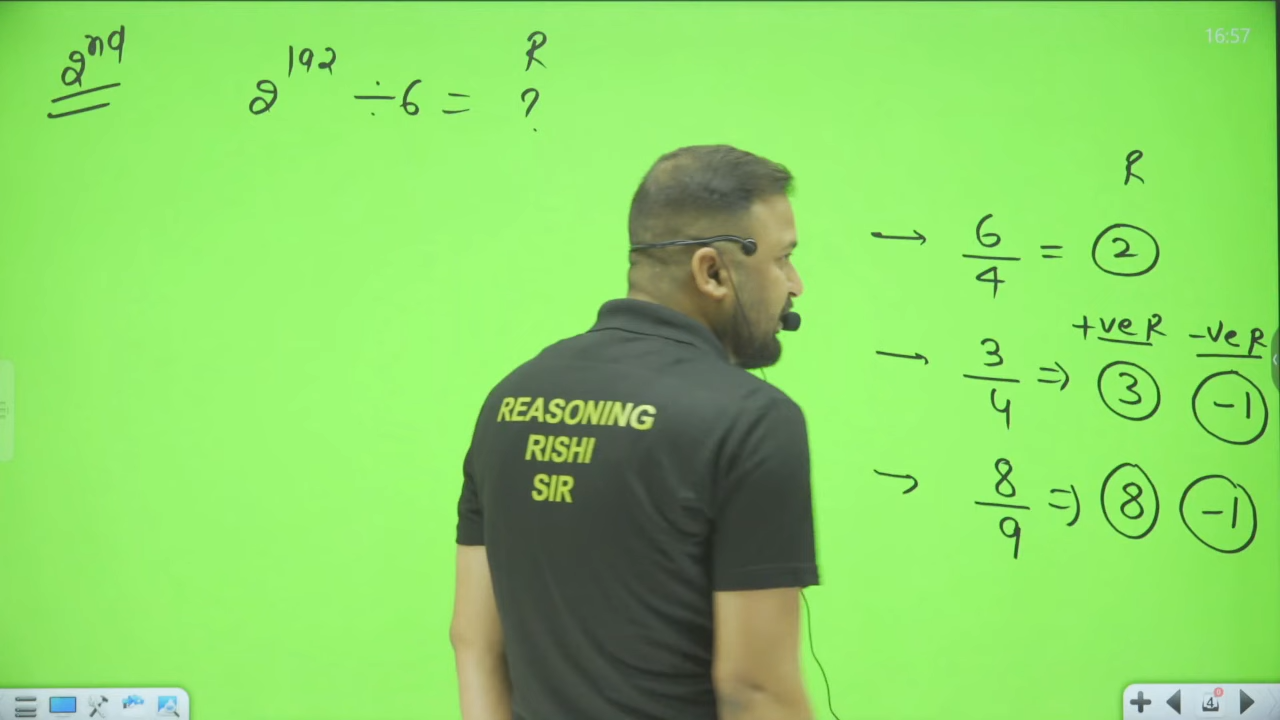 2nd
2^192 ÷ 6 = R ?
16:57
R
→ 6/4 = 2
+ve R -ve R
→ 3/4 ⇒ 3 -1
→ 8/9 ⇒ 8 -1
REASONING
RISHI
SIR
4